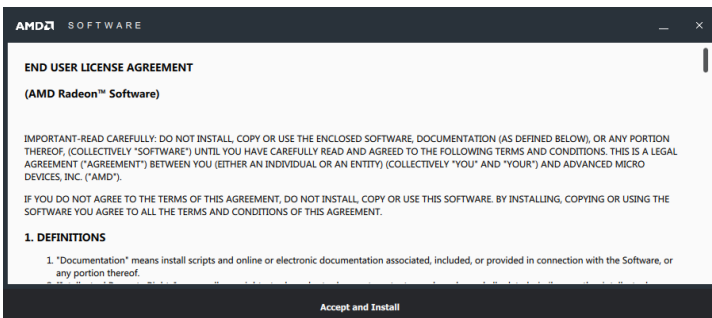 AMD SOFTWARE
END USER LICENSE AGREEMENT
(AMD Radeon™ Software)
IMPORTANT-READ CAREFULLY: DO NOT INSTALL, COPY OR USE THE ENCLOSED SOFTWARE, DOCUMENTATION (AS DEFINED BELOW), OR ANY PORTION
THEREOF, (COLLECTIVELY "SOFTWARE") UNTIL YOU HAVE CAREFULLY READ AND AGREED TO THE FOLLOWING TERMS AND CONDITIONS. THIS IS A LEGAL
AGREEMENT ("AGREEMENT") BETWEEN YOU (EITHER AN INDIVIDUAL OR AN ENTITY) (COLLECTIVELY "YOU" AND "YOUR") AND ADVANCED MICRO
DEVICES, INC. ("AMD").
IF YOU DO NOT AGREE TO THE TERMS OF THIS AGREEMENT, DO NOT INSTALL, COPY OR USE THIS SOFTWARE. BY INSTALLING, COPYING OR USING THE
SOFTWARE YOU AGREE TO ALL THE TERMS AND CONDITIONS OF THIS AGREEMENT.
1. DEFINITIONS
1. "Documentation" means install scripts and online or electronic documentation associated, included, or provided in connection with the Software, or
any portion thereof.
Accept and Install